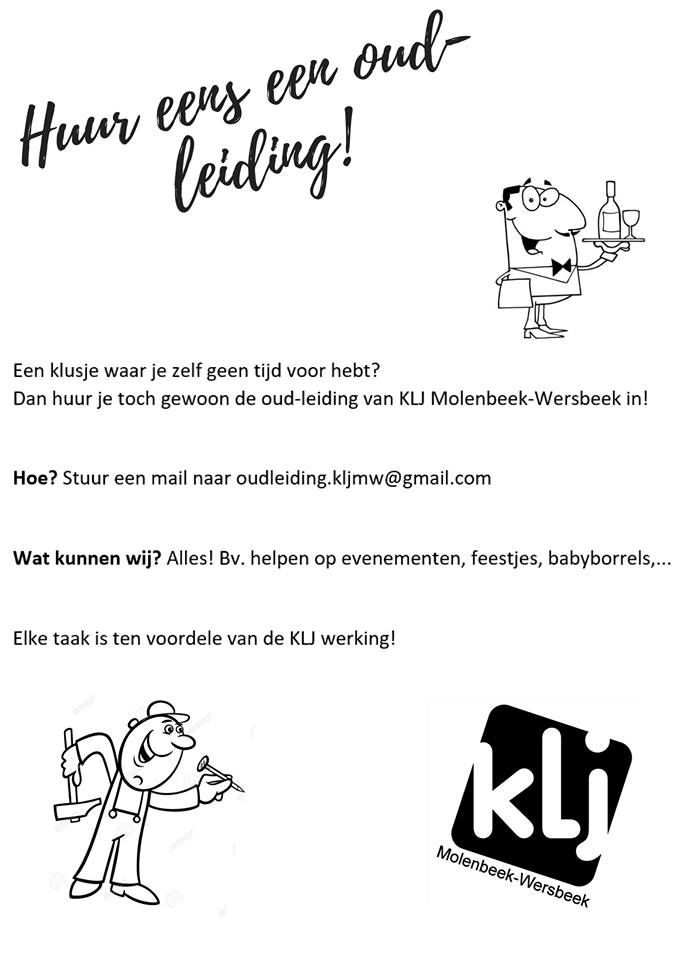 Huur eens een oud-
leiding!
Een klusje waar je zelf geen tijd voor hebt?
Dan huur je toch gewoon de oud-leiding van KLJ Molenbeek-Wersbeek in!
Hoe? Stuur een mail naar oudleiding.kljmw@gmail.com
Wat kunnen wij? Alles! Bv. helpen op evenementen, feestjes, babyborrels,...
Elke taak is ten voordele van de KLJ werking!
klj
Molenbeek-Wersbeek